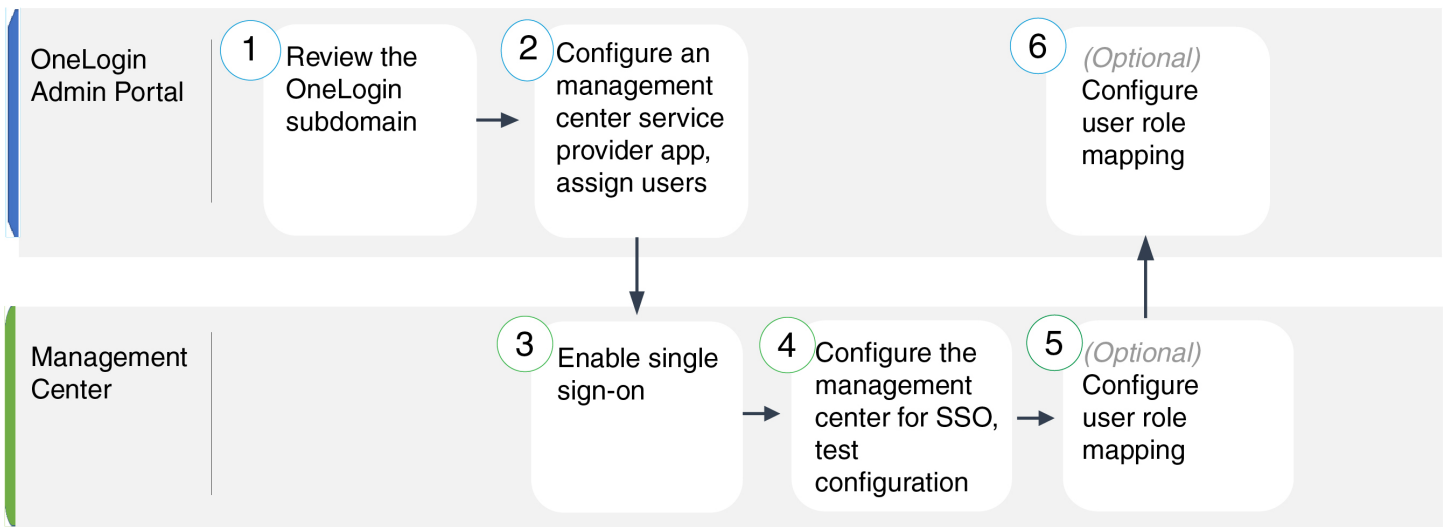 OneLogin
Admin Portal
1
Review the
OneLogin
subdomain
2
Configure an
management
center service
provider app,
assign users
6
(Optional)
Configure
user role
mapping
Management
Center
3
Enable single
sign-on
4
Configure the
management
center for SSO,
test
configuration
5
(Optional)
Configure
user role
mapping